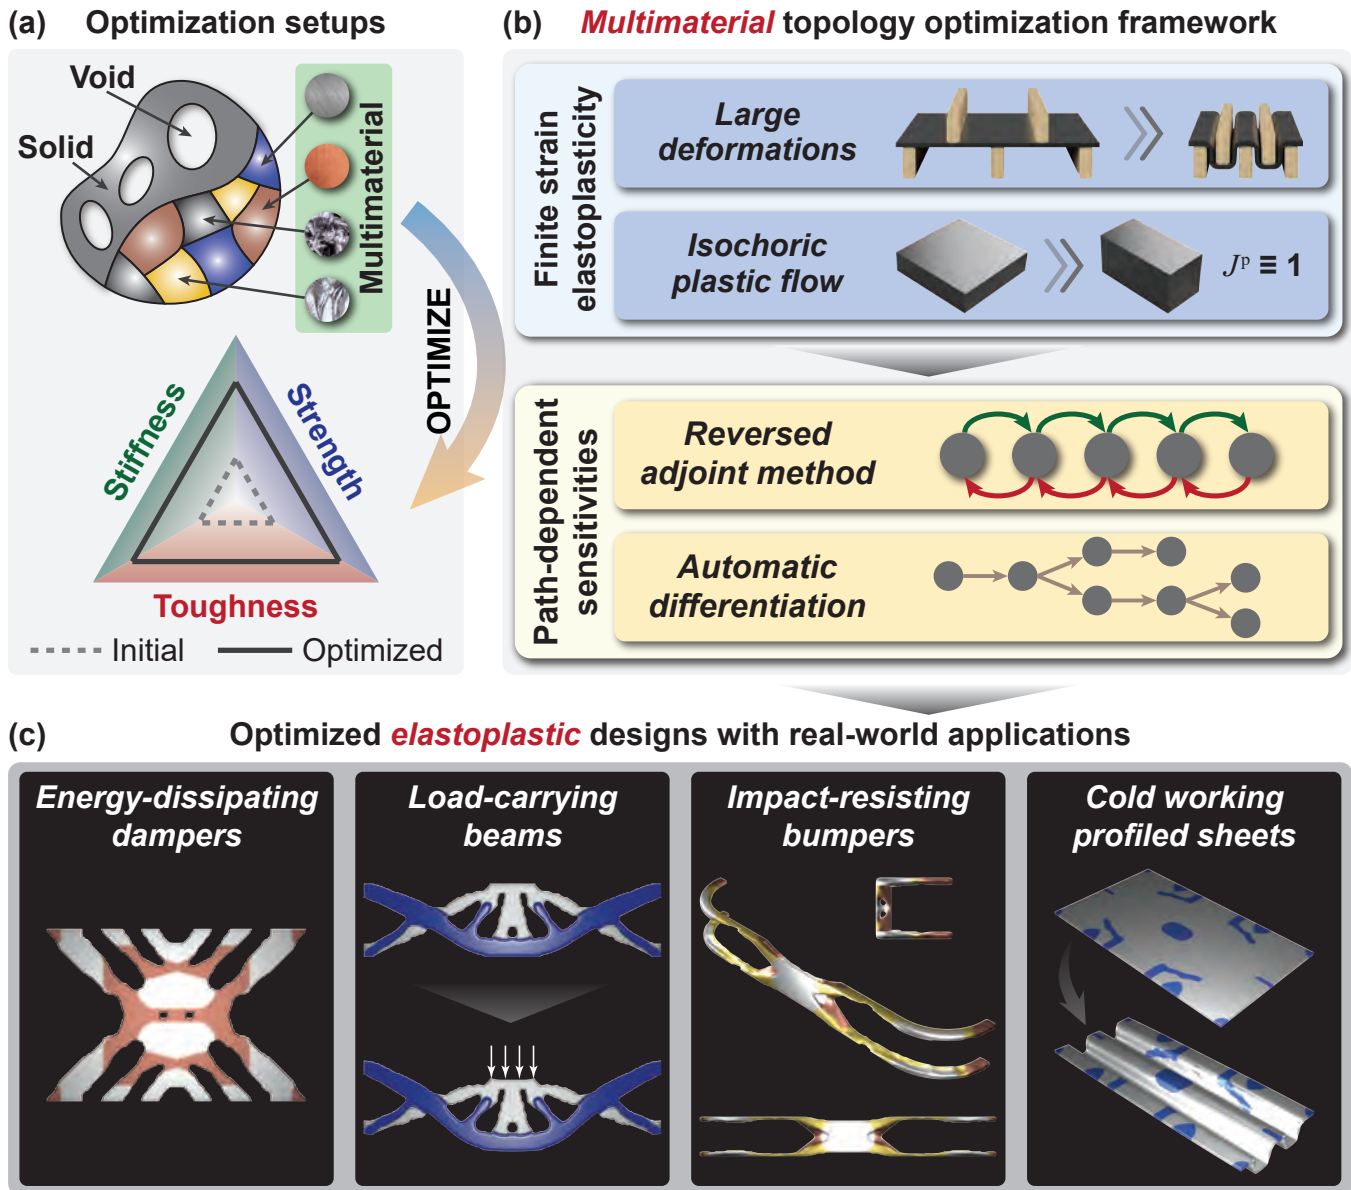 (a) Optimization setups
Void
Solid
Multimaterial
OPTIMIZE
Stiffness
Strength
Toughness
Initial
Optimized
(b) Multimaterial topology optimization framework
Finite strain
elastoplasticity
Large
deformations
Isochoric
plastic flow
Jᵖ ≡ 1
Path-dependent
sensitivities
Reversed
adjoint method
Automatic
differentiation
(c) Optimized elastoplastic designs with real-world applications
Energy-dissipating
dampers
Load-carrying
beams
Impact-resisting
bumpers
Cold working
profiled sheets